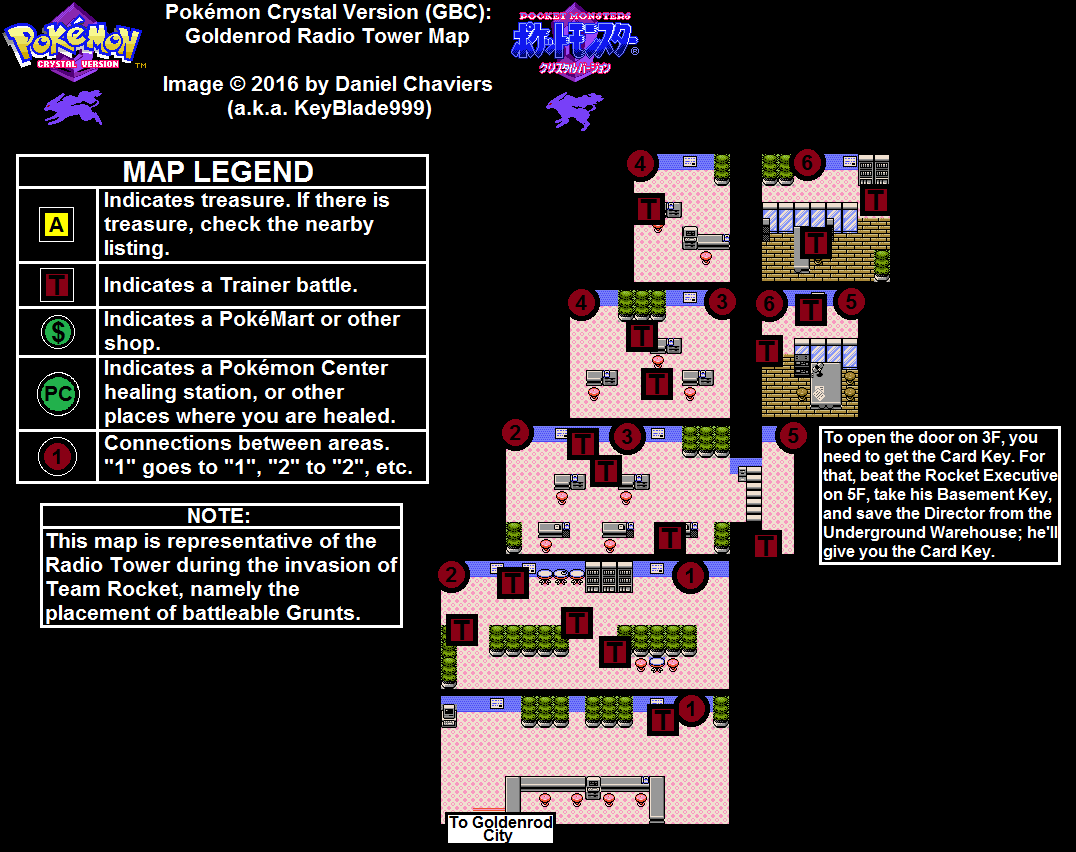 Pokémon
CRYSTAL VERSION
TM
Pokémon Crystal Version (GBC):
Goldenrod Radio Tower Map
Image © 2016 by Daniel Chaviers
(a.k.a. KeyBlade999)
POCKET MONSTERS
ポケットモンスター
®
クリスタルバージョン
MAP LEGEND
A
Indicates treasure. If there is
treasure, check the nearby
listing.
T
Indicates a Trainer battle.
$
Indicates a PokéMart or other
shop.
PC
Indicates a Pokémon Center
healing station, or other
places where you are healed.
1
Connections between areas.
"1" goes to "1", "2" to "2", etc.
NOTE:
This map is representative of the
Radio Tower during the invasion of
Team Rocket, namely the
placement of battleable Grunts.
4
6
T
T
T
4
3
6
T
5
T
T
T
2
T
3
5
T
T
T
To open the door on 3F, you
need to get the Card Key. For
that, beat the Rocket Executive
on 5F, take his Basement Key,
and save the Director from the
Underground Warehouse; he'll
give you the Card Key.
2
T
1
T
T
T
T
1
To Goldenrod
City